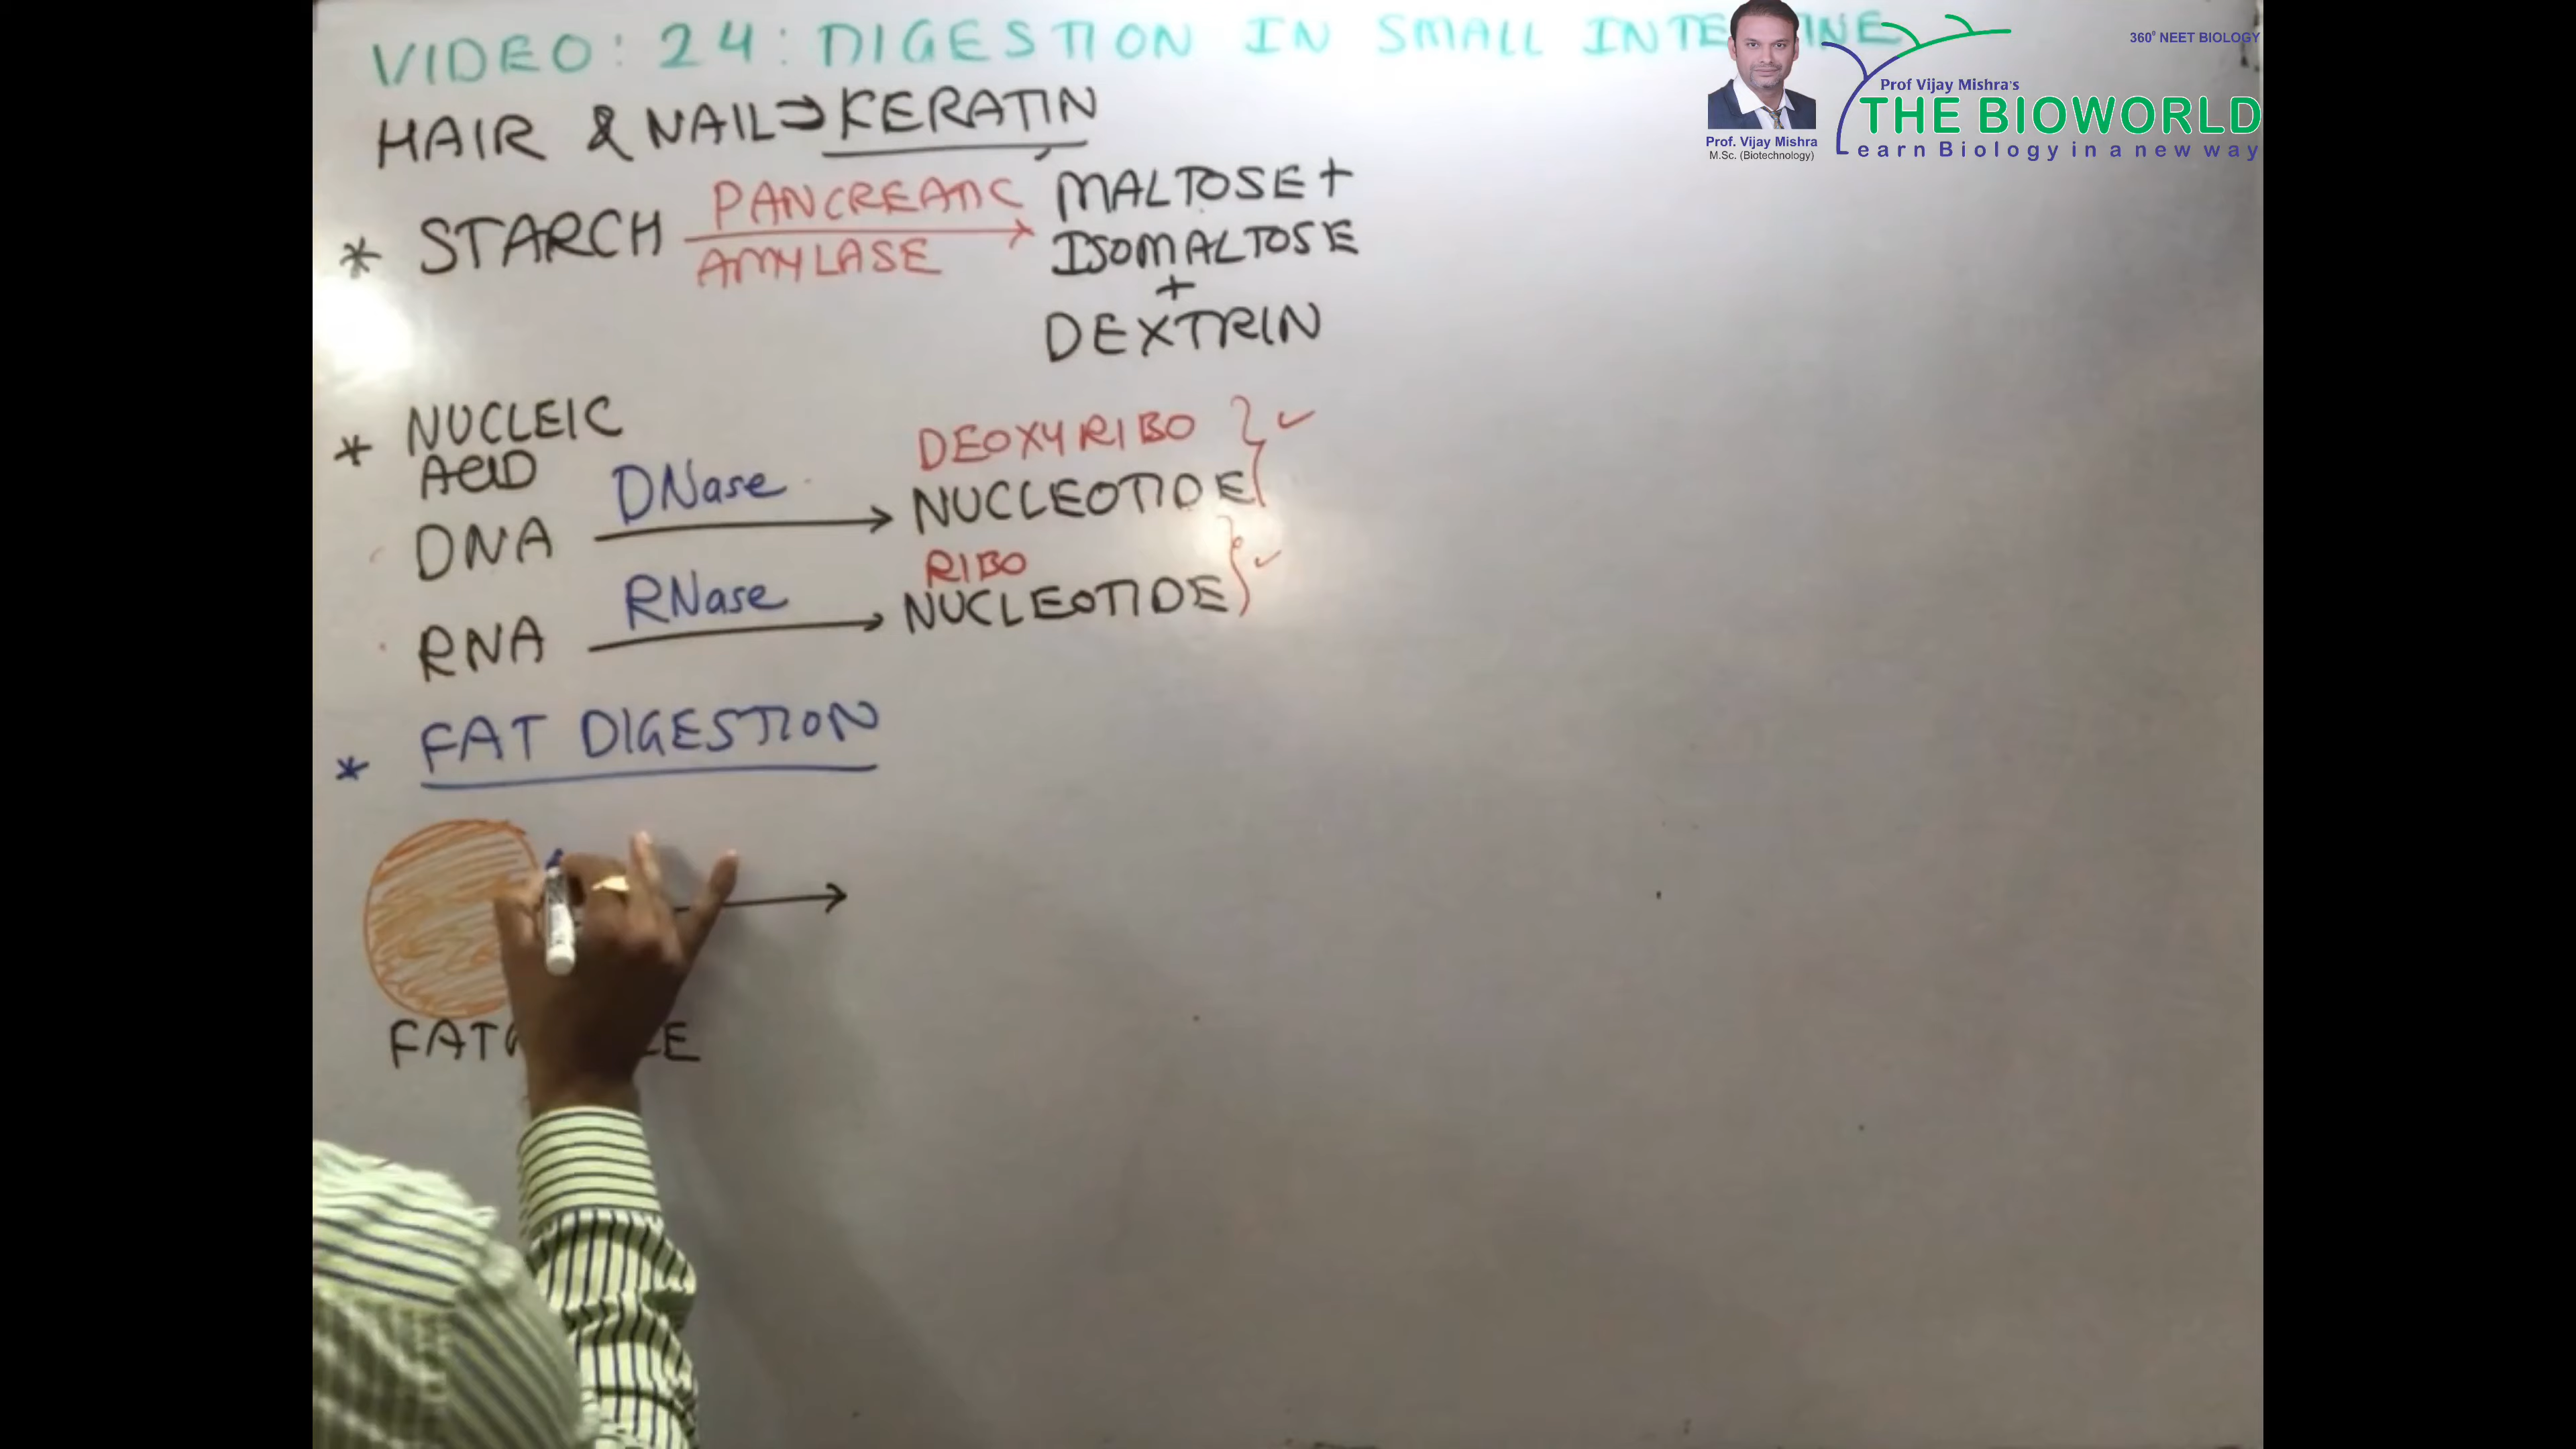 VIDEO: 24: DIGESTION IN SMALL INTE INE
360° NEET BIOLOGY
Prof Vijay Mishra's
THE BIOWORLD
Learn Biology in a new way
Prof. Vijay Mishra
M.Sc. (Biotechnology)
HAIR & NAIL ⇒ KERATIN
* STARCH PANCREATIC AMYLASE → MALTOSE +
ISOMALTOSE
+
DEXTRIN
* NUCLEIC
ACID
DNA DNase → DEOXYRIBO
NUCLEOTIDE
RNA RNase → RIBO
NUCLEOTIDE
* FAT DIGESTION
FAT